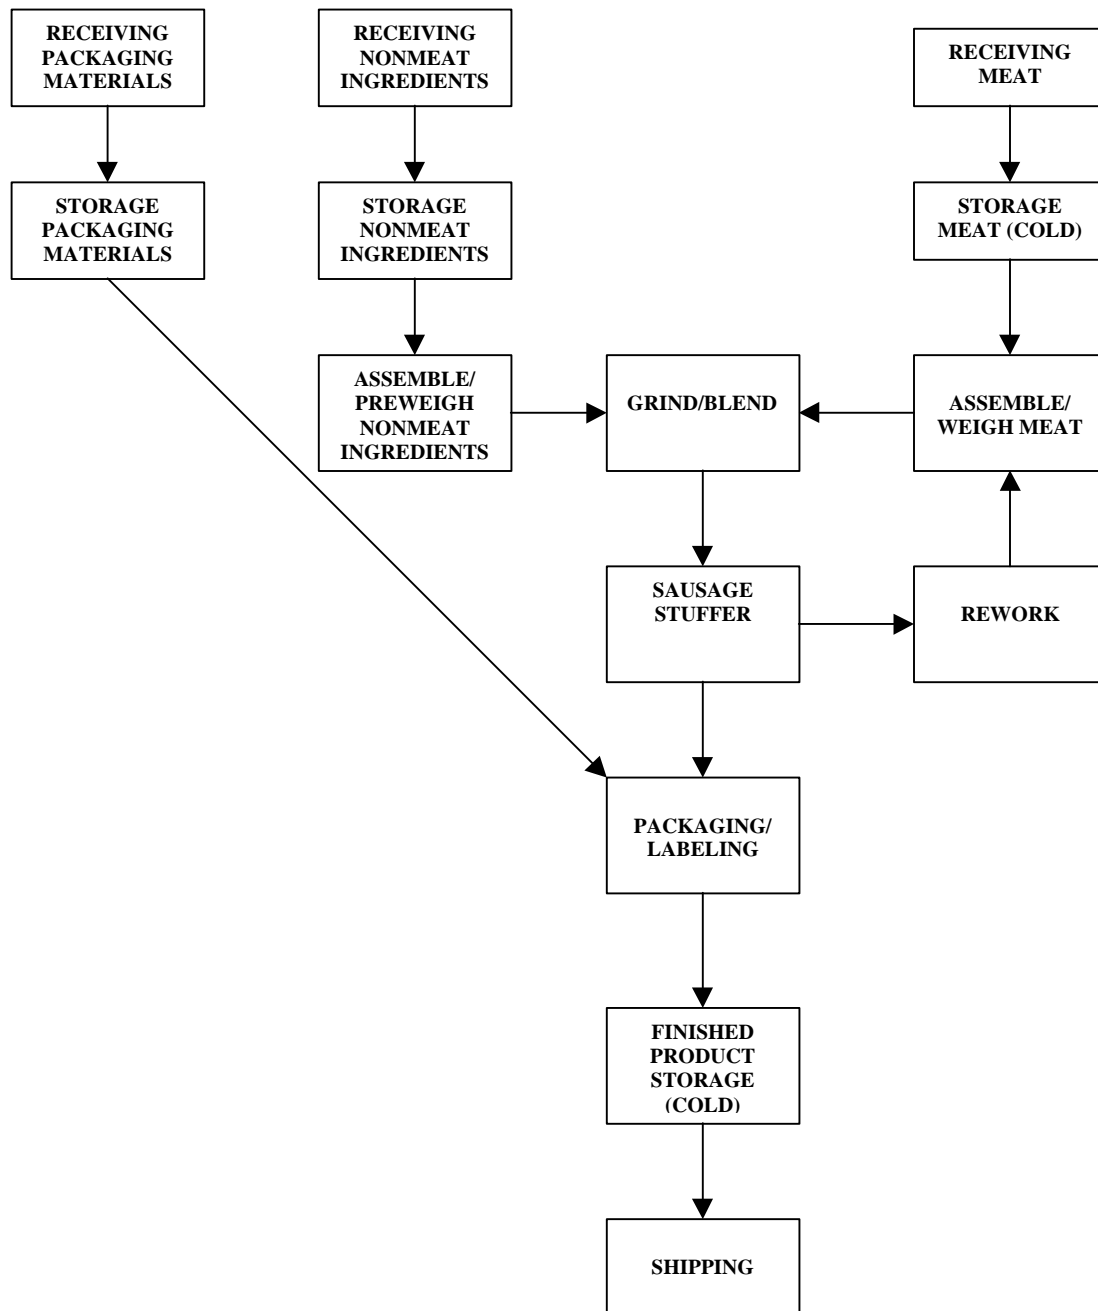 RECEIVING
PACKAGING
MATERIALS
RECEIVING
NONMEAT
INGREDIENTS
RECEIVING
MEAT
STORAGE
PACKAGING
MATERIALS
STORAGE
NONMEAT
INGREDIENTS
STORAGE
MEAT (COLD)
ASSEMBLE/
PREWEIGH
NONMEAT
INGREDIENTS
GRIND/BLEND
ASSEMBLE/
WEIGH MEAT
SAUSAGE
STUFFER
REWORK
PACKAGING/
LABELING
FINISHED
PRODUCT
STORAGE
(COLD)
SHIPPING